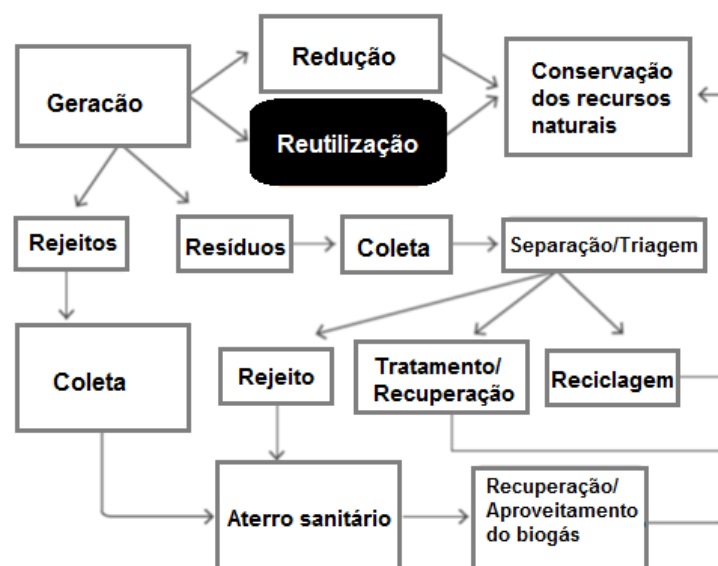 Redução
Geracão
Conservação
dos recursos
naturais
Reutilização
Rejeitos
Resíduos
Coleta
Separação/Triagem
Coleta
Rejeito
Tratamento/
Recuperação
Reciclagem
Aterro sanitário
Recuperação/
Aproveitamento
do biogás